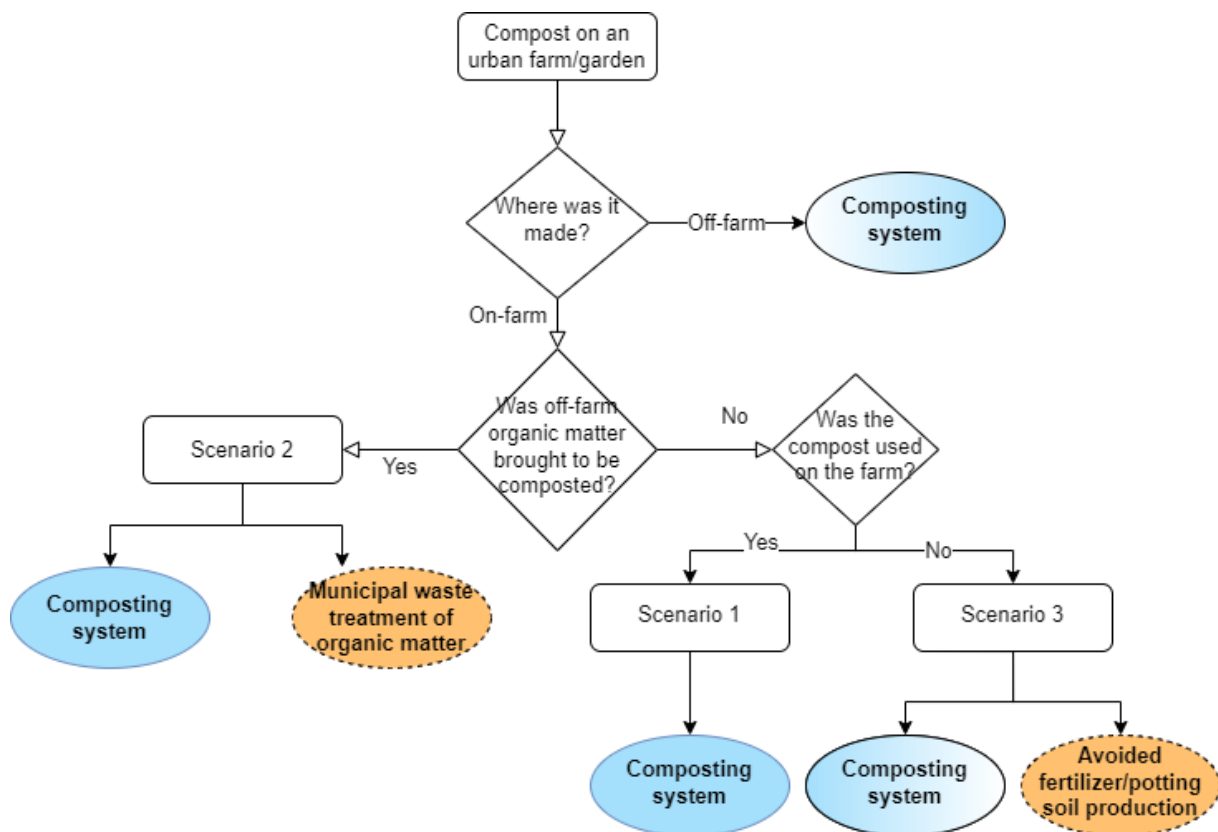 Compost on an
urban farm/garden
Where was it
made?
Off-farm
Composting
system
On-farm
Was off-farm
organic matter
brought to be
composted?
No
Was the
compost used
on the farm?
Scenario 2
Yes
Yes
No
Composting
system
Municipal waste
treatment of
organic matter
Scenario 1
Scenario 3
Composting
system
Composting
system
Avoided
fertilizer/potting
soil production